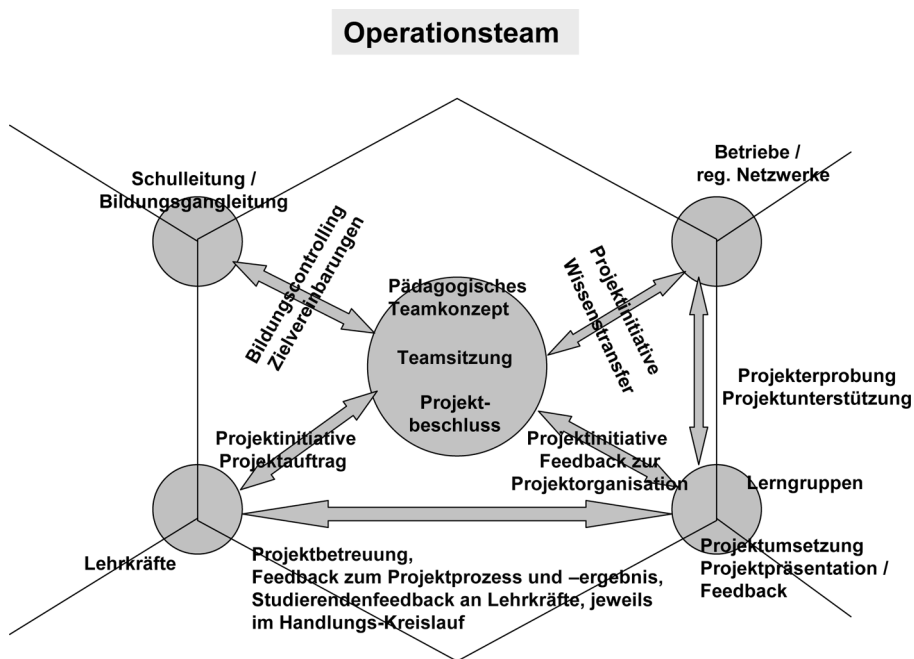 Operationsteam
Schulleitung /
Bildungsgangleitung
Betriebe /
reg. Netzwerke
Bildungscontrolling
Zielvereinbarungen
Pädagogisches
Teamkonzept
Teamsitzung
Projekt-
beschluss
Projektinitiative
Wissenstransfer
Projekterprobung
Projektunterstützung
Projektinitiative
Projektauftrag
Projektinitiative
Feedback zur
Projektorganisation
Lerngruppen
Lehrkräfte
Projektbetreuung,
Feedback zum Projektprozess und –ergebnis,
Studierendenfeedback an Lehrkräfte, jeweils
im Handlungs-Kreislauf
Projektumsetzung
Projektpräsentation /
Feedback